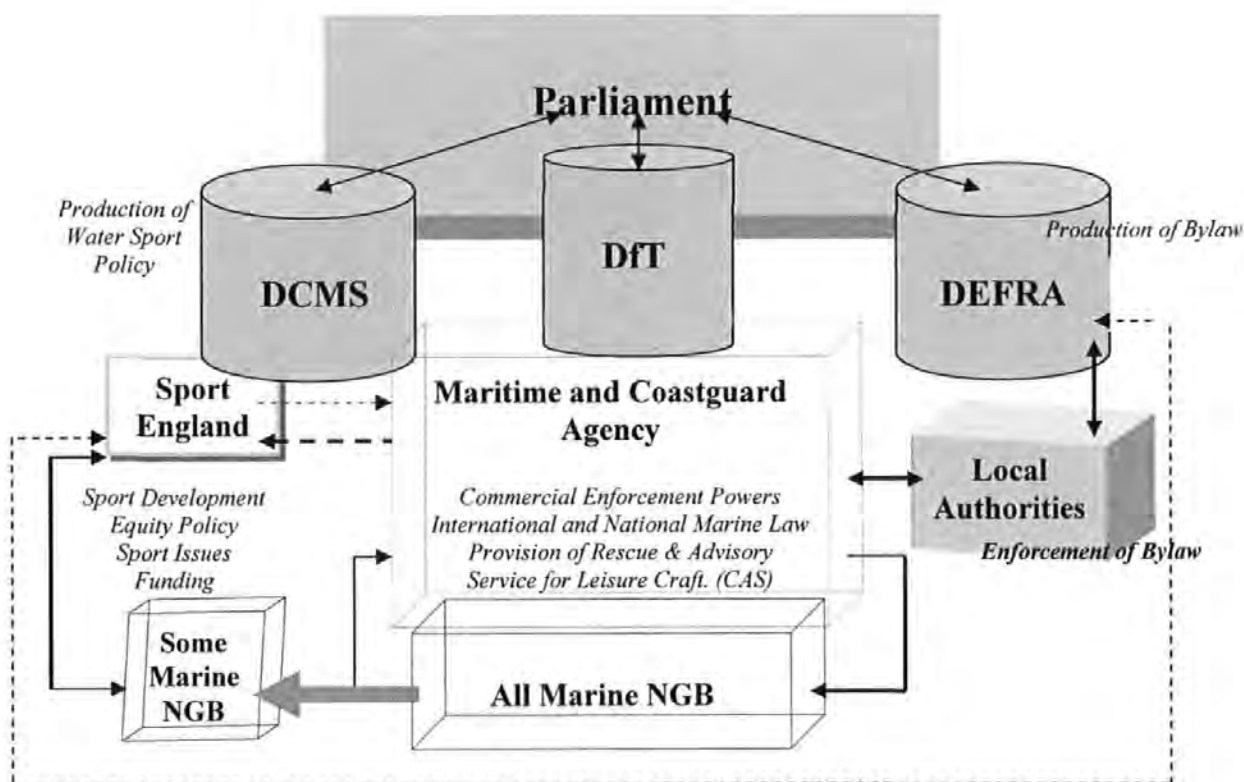 Parliament
Production of
Water Sport
Policy
DCMS
DfT
DEFRA
Production of Bylaw
Sport
England
Maritime and Coastguard
Agency
Local
Authorities
Enforcement of Bylaw
Sport Development
Equity Policy
Sport Issues
Funding
Commercial Enforcement Powers
International and National Marine Law
Provision of Rescue & Advisory
Service for Leisure Craft. (CAS)
Some
Marine
NGB
All Marine NGB